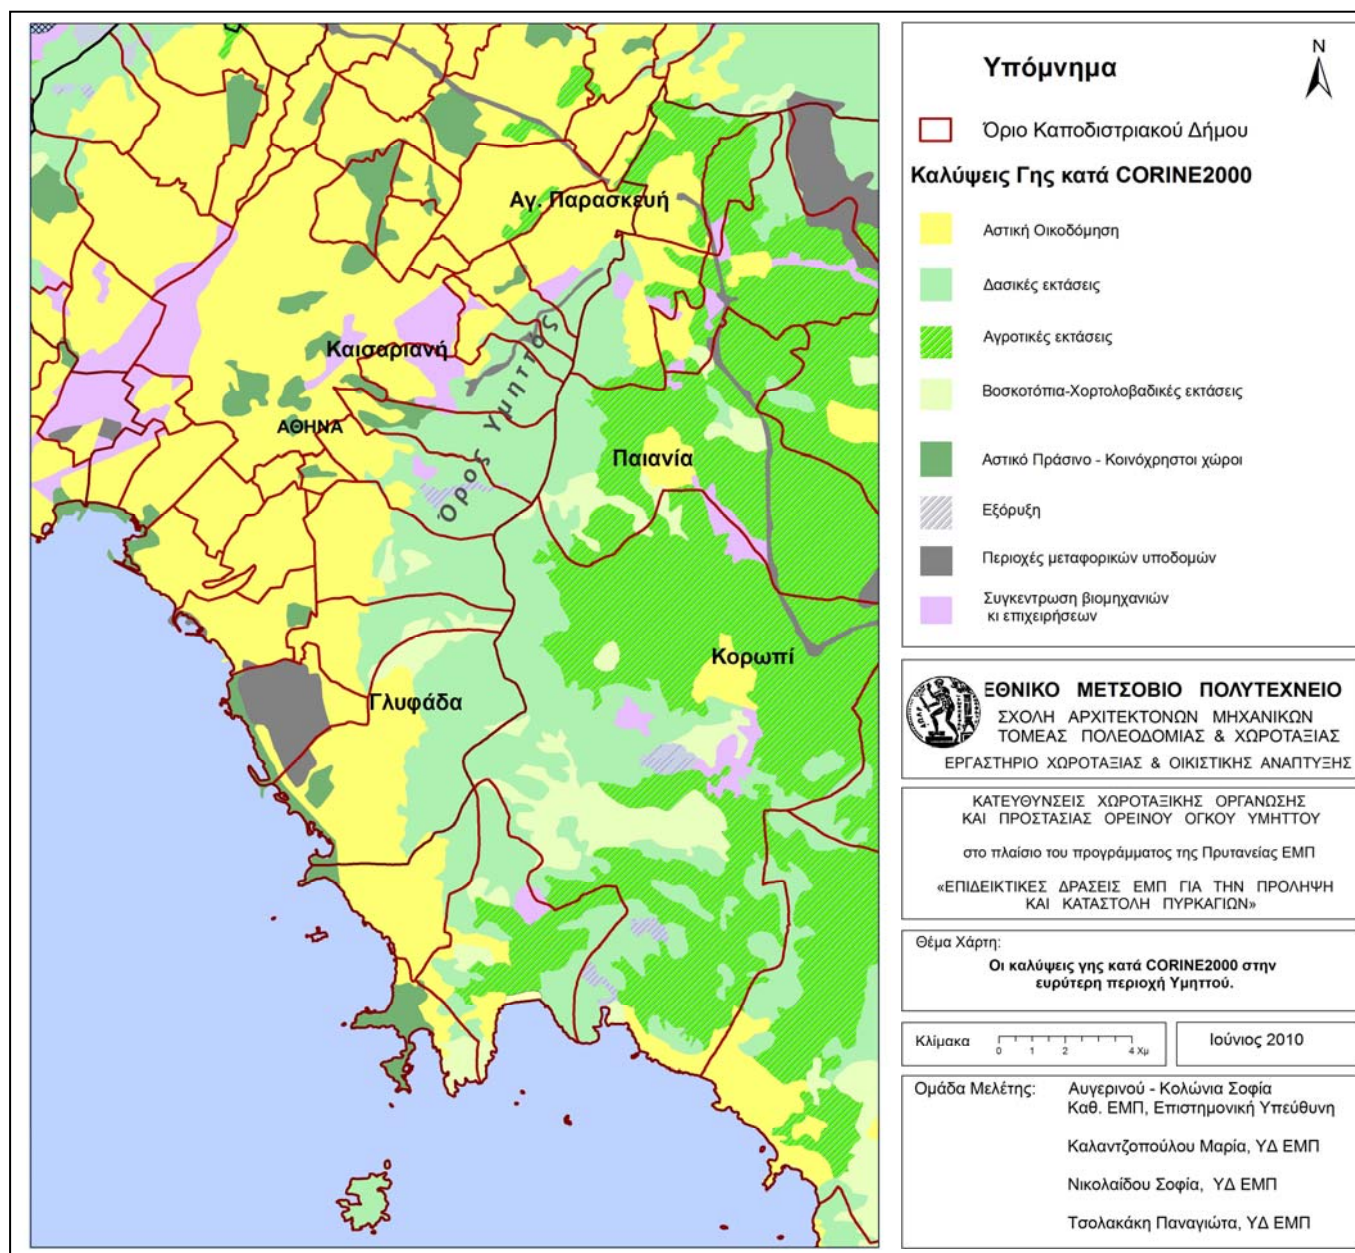 Αγ. Παρασκευή
Καισαριανή
Όρος Υμηττός
ΑΘΗΝΑ
Παιανία
Κορωπί
Γλυφάδα
Υπόμνημα
N
Όριο Καποδιστριακού Δήμου
Καλύψεις Γης κατά CORINE2000
Αστική Οικοδόμηση
Δασικές εκτάσεις
Αγροτικές εκτάσεις
Βοσκοτόπια-Χορτολοβαδικές εκτάσεις
Αστικό Πράσινο - Κοινόχρηστοι χώροι
Εξόρυξη
Περιοχές μεταφορικών υποδομών
Συγκεντρωση βιομηχανιών
κι επιχειρήσεων
ΕΘΝΙΚΟ ΜΕΤΣΟΒΙΟ ΠΟΛΥΤΕΧΝΕΙΟ
ΣΧΟΛΗ ΑΡΧΙΤΕΚΤΟΝΩΝ ΜΗΧΑΝΙΚΩΝ
ΤΟΜΕΑΣ ΠΟΛΕΟΔΟΜΙΑΣ & ΧΩΡΟΤΑΞΙΑΣ
ΕΡΓΑΣΤΗΡΙΟ ΧΩΡΟΤΑΞΙΑΣ & ΟΙΚΙΣΤΙΚΗΣ ΑΝΑΠΤΥΞΗΣ
ΚΑΤΕΥΘΥΝΣΕΙΣ ΧΩΡΟΤΑΞΙΚΗΣ ΟΡΓΑΝΩΣΗΣ
ΚΑΙ ΠΡΟΣΤΑΣΙΑΣ ΟΡΕΙΝΟΥ ΟΓΚΟΥ ΥΜΗΤΤΟΥ
στο πλαίσιο του προγράμματος της Πρυτανείας ΕΜΠ
«ΕΠΙΔΕΙΚΤΙΚΕΣ ΔΡΑΣΕΙΣ ΕΜΠ ΓΙΑ ΤΗΝ ΠΡΟΛΗΨΗ
ΚΑΙ ΚΑΤΑΣΤΟΛΗ ΠΥΡΚΑΓΙΩΝ»
Θέμα Χάρτη:
Οι καλύψεις γης κατά CORINE2000 στην
ευρύτερη περιοχή Υμηττού.
Κλίμακα
0 1 2 4 Χμ
Ιούνιος 2010
Ομάδα Μελέτης: Αυγερινού - Κολώνια Σοφία
Καθ. ΕΜΠ, Επιστημονική Υπεύθυνη
Καλαντζοπούλου Μαρία, ΥΔ ΕΜΠ
Νικολαίδου Σοφία, ΥΔ ΕΜΠ
Τσολακάκη Παναγιώτα, ΥΔ ΕΜΠ